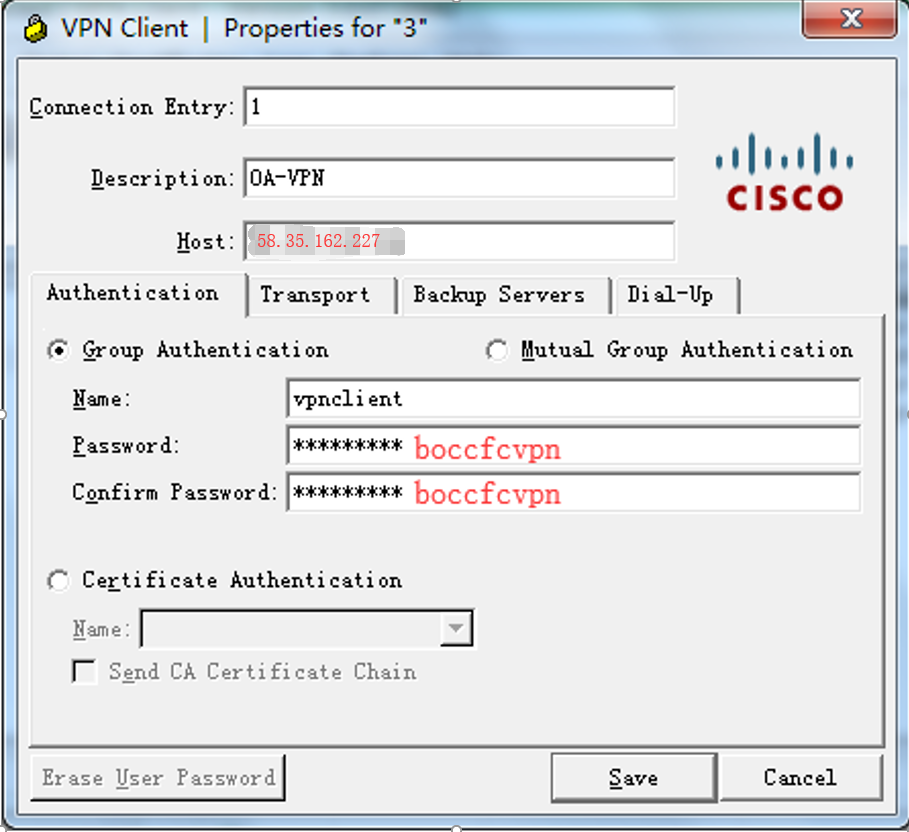 VPN Client | Properties for "3"
Connection Entry: 1
Description: OA-VPN
CISCO
Host: 58.35.162.227
Authentication Transport Backup Servers Dial-Up
Group Authentication Mutual Group Authentication
Name: vpnclient
Password: ********* boccfcvpn
Confirm Password: ********* boccfcvpn
Certificate Authentication
Name:
Send CA Certificate Chain
Erase User Password Save Cancel